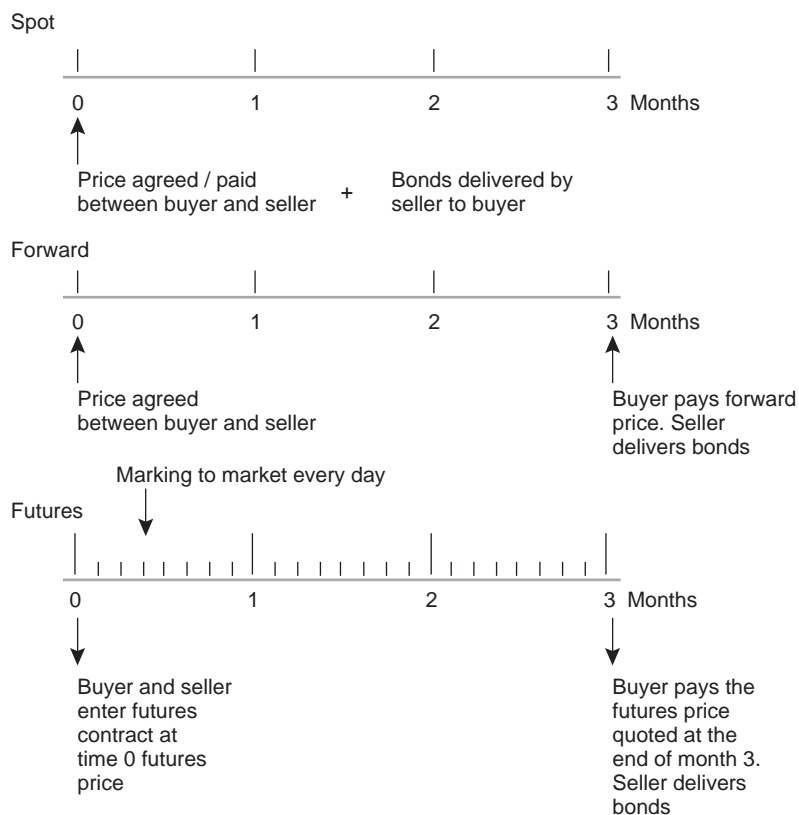 Spot
0 1 2 3 Months
Price agreed / paid
between buyer and seller
+
Bonds delivered by
seller to buyer
Forward
0 1 2 3 Months
Price agreed
between buyer and seller
Buyer pays forward
price. Seller
delivers bonds
Marking to market every day
Futures
0 1 2 3 Months
Buyer and seller
enter futures
contract at
time 0 futures
price
Buyer pays the
futures price
quoted at the
end of month 3.
Seller delivers
bonds